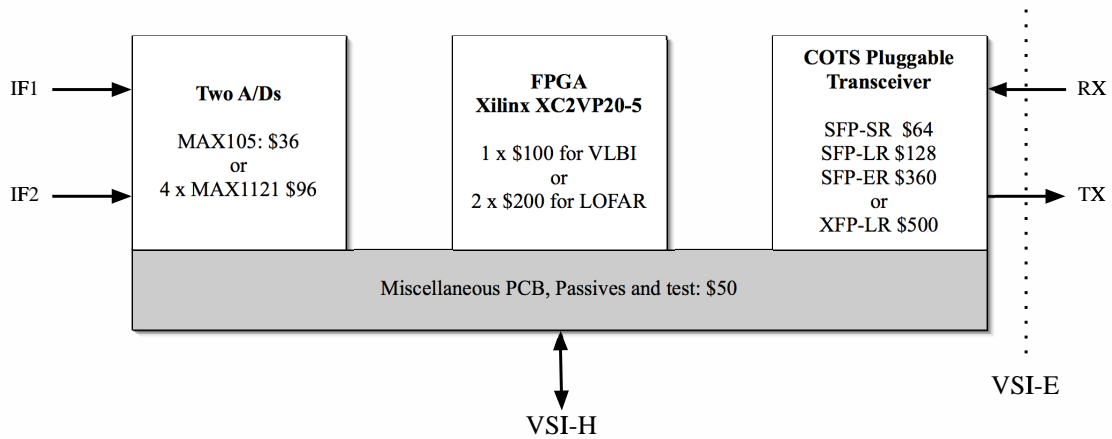 IF1
IF2
Two A/Ds
MAX105: $36
or
4 x MAX1121 $96
FPGA
Xilinx XC2VP20-5
1 x $100 for VLBI
or
2 x $200 for LOFAR
COTS Pluggable
Transceiver
SFP-SR $64
SFP-LR $128
SFP-ER $360
or
XFP-LR $500
RX
TX
Miscellaneous PCB, Passives and test: $50
VSI-E
VSI-H